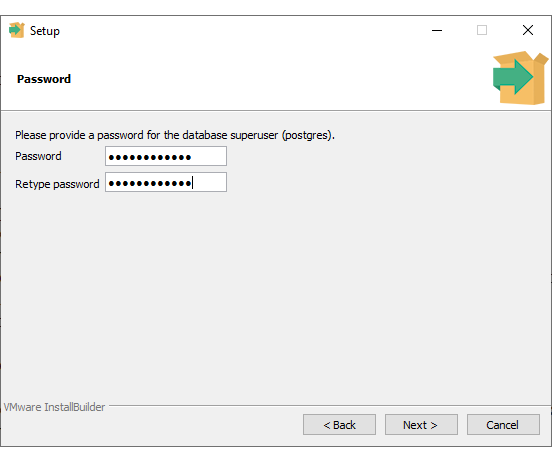 Setup
Password
Please provide a password for the database superuser (postgres).
Password ●●●●●●●●●●●●
Retype password ●●●●●●●●●●●●
VMware InstallBuilder
< Back Next > Cancel